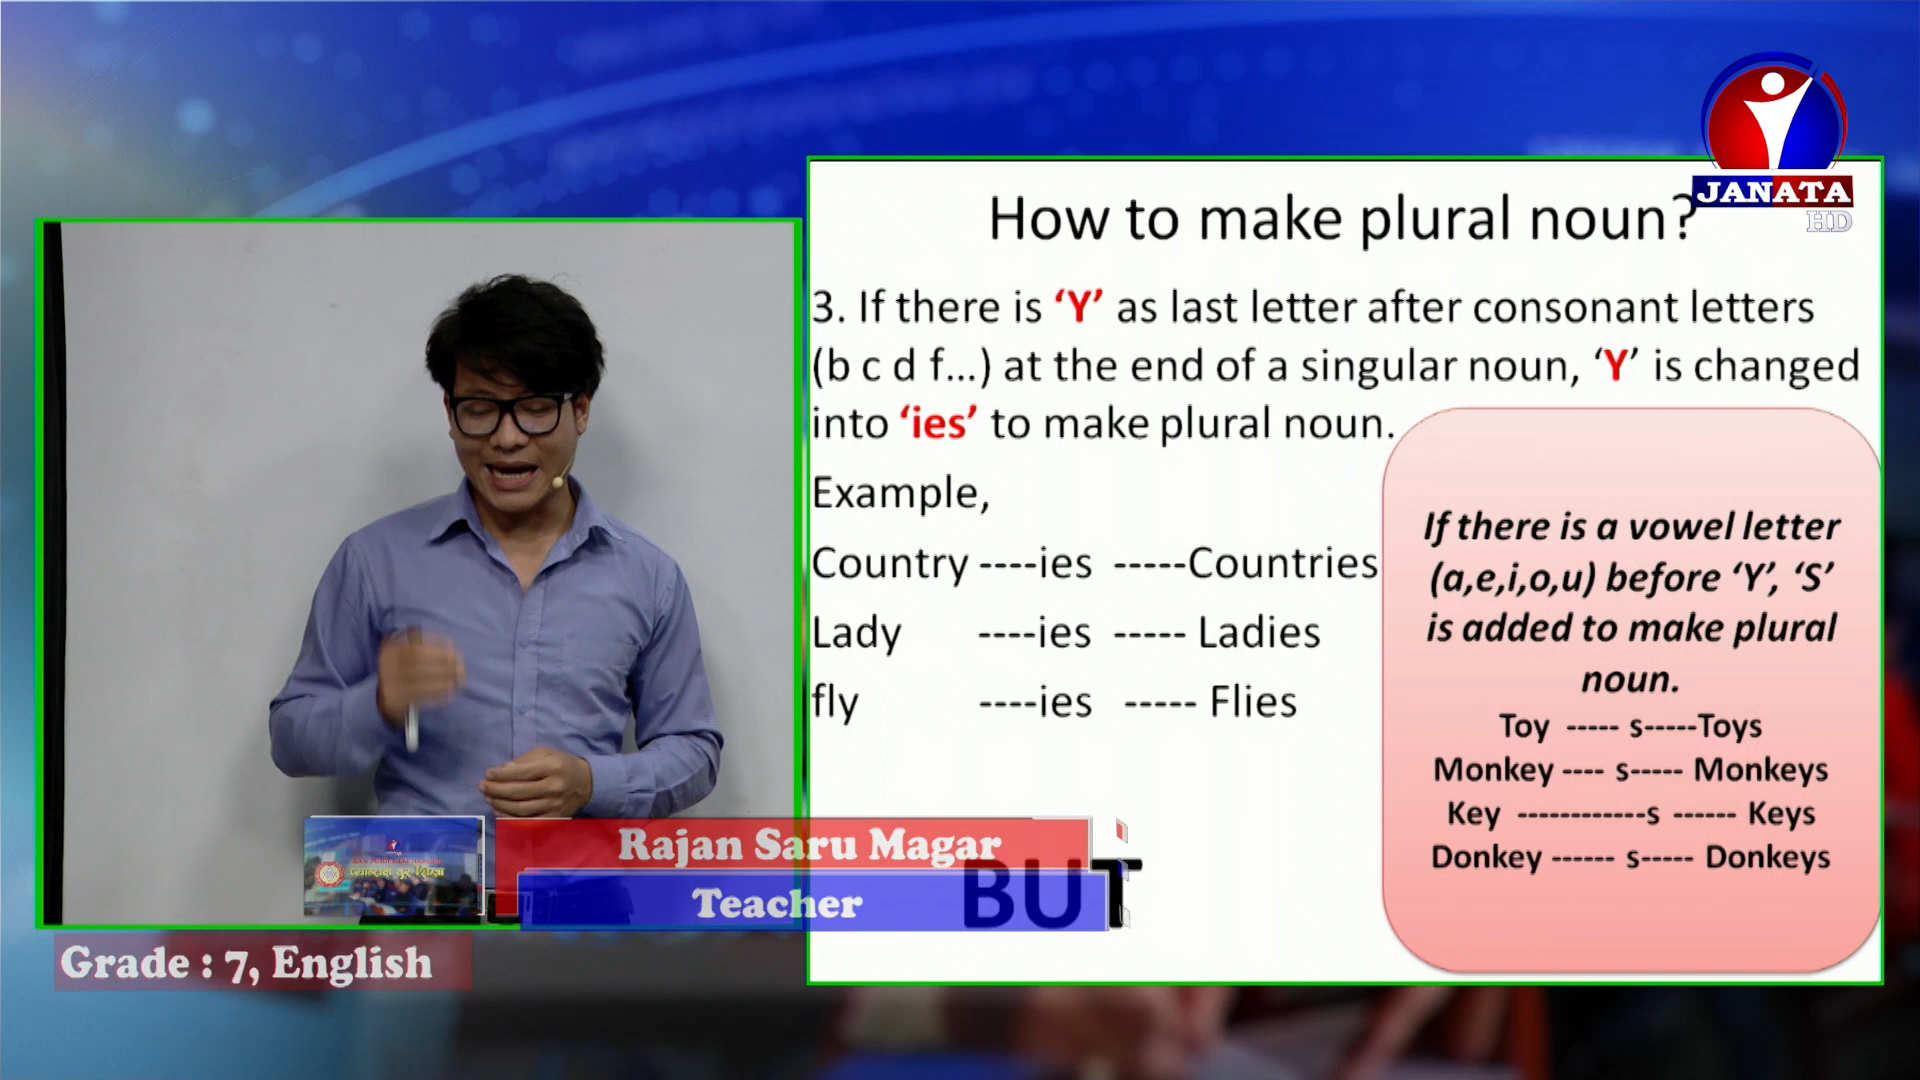 JANATA
HD
How to make plural noun?
3. If there is ‘Y’ as last letter after consonant letters
(b c d f...) at the end of a singular noun, ‘Y’ is changed
into ‘ies’ to make plural noun.
Example,
Country ----ies -----Countries
Lady ----ies ----- Ladies
fly ----ies ----- Flies
BUT
If there is a vowel letter
(a,e,i,o,u) before ‘Y’, ‘S’
is added to make plural
noun.
Toy ----- s-----Toys
Monkey ---- s----- Monkeys
Key ------------s ------ Keys
Donkey ------ s----- Donkeys
Rajan Saru Magar
Teacher
Grade : 7, English